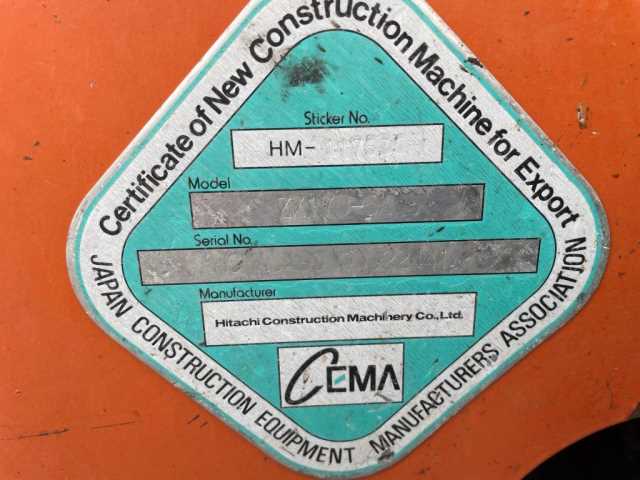 Certificate of New Construction Machine for Export
Sticker No.
HM-
Model
Serial No.
Manufacturer
Hitachi Construction Machinery Co., Ltd.
CEMA
JAPAN CONSTRUCTION EQUIPMENT MANUFACTURERS ASSOCIATION